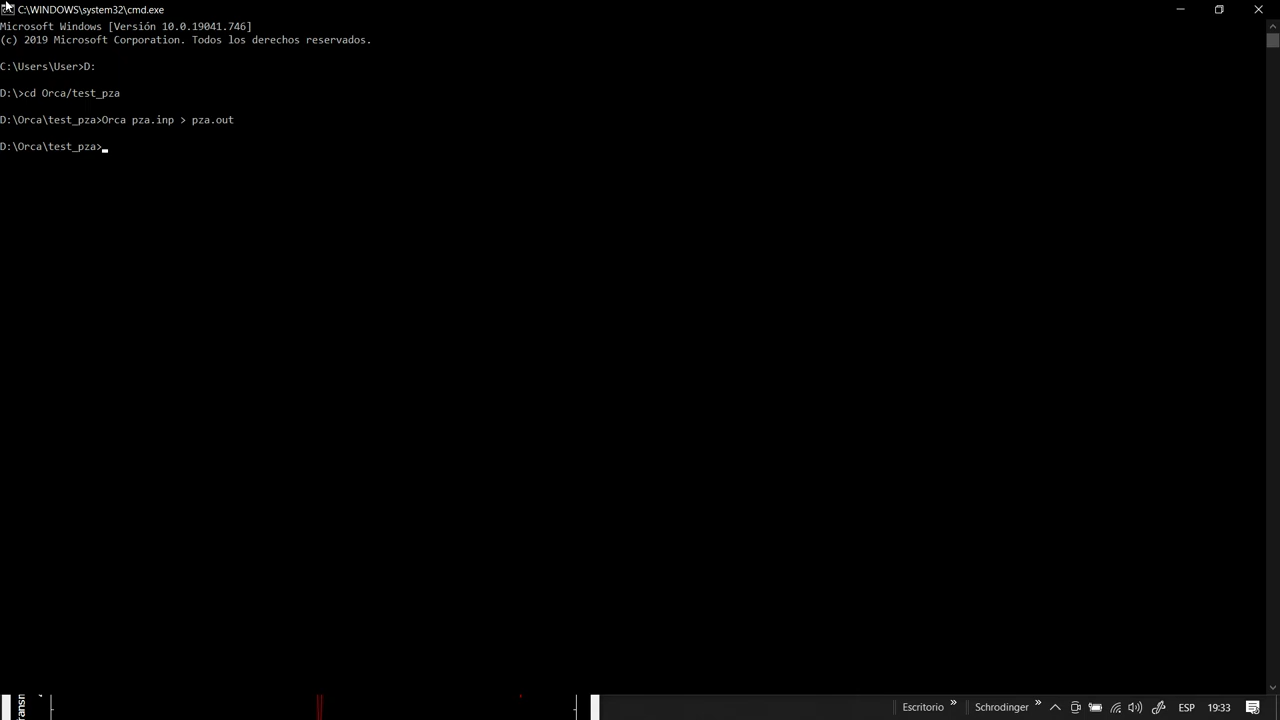 C:\WINDOWS\system32\cmd.exe
Microsoft Windows [Versión 10.0.19041.746]
(c) 2019 Microsoft Corporation. Todos los derechos reservados.
C:\Users\User>D:
D:\>cd Orca/test_pza
D:\Orca\test_pza>Orca pza.inp > pza.out
D:\Orca\test_pza>
Escritorio » Schrodinger » ESP 19:33